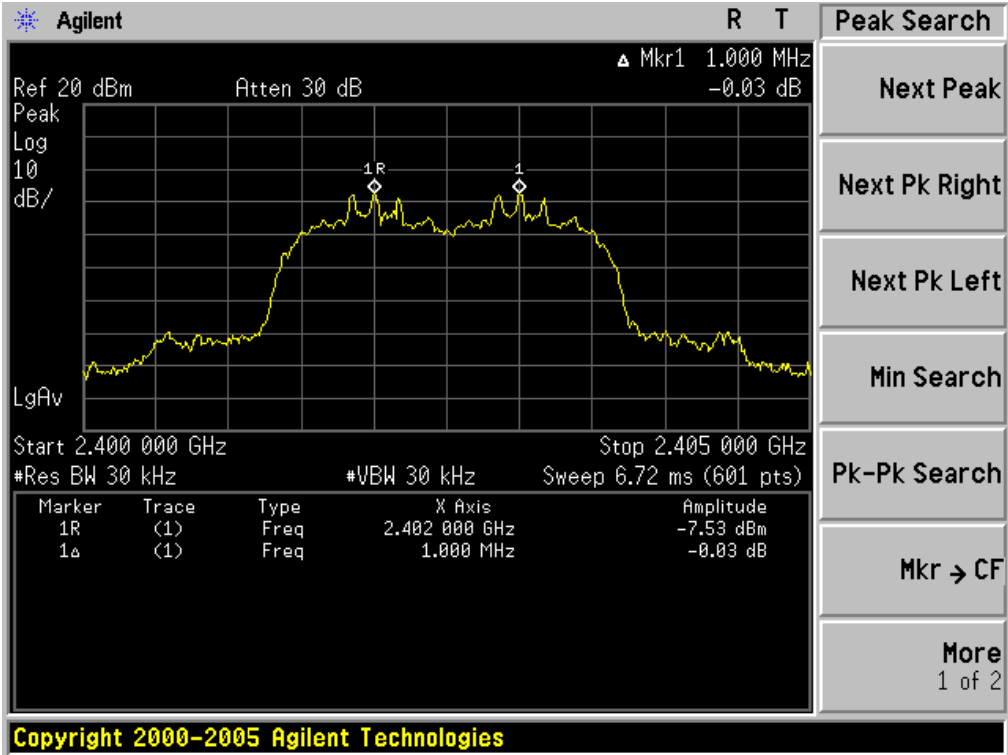 Agilent R T Peak Search
Δ Mkr1 1.000 MHz
Ref 20 dBm Atten 30 dB -0.03 dB
Peak
Log
10
dB/
1R 1
LgAv
Start 2.400 000 GHz Stop 2.405 000 GHz
#Res BW 30 kHz #VBW 30 kHz Sweep 6.72 ms (601 pts)
Marker Trace Type X Axis Amplitude
1R (1) Freq 2.402 000 GHz -7.53 dBm
1Δ (1) Freq 1.000 MHz -0.03 dB
Next Peak
Next Pk Right
Next Pk Left
Min Search
Pk-Pk Search
Mkr → CF
More
1 of 2
Copyright 2000-2005 Agilent Technologies